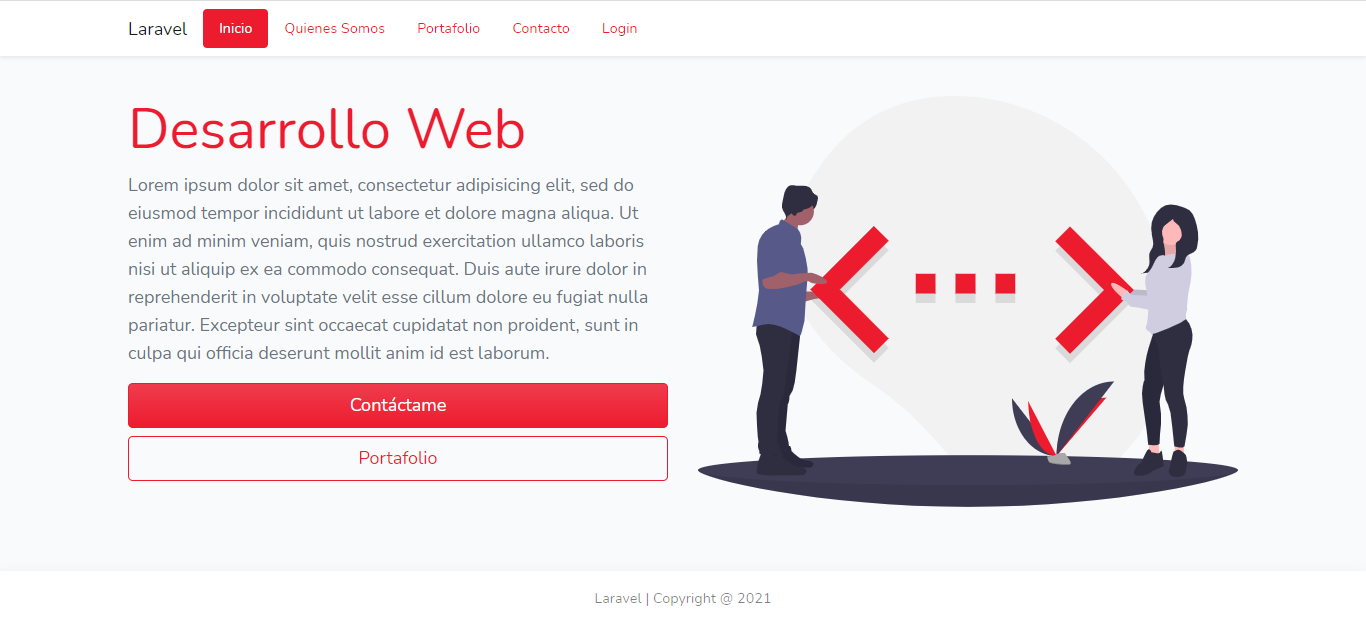 Laravel Inicio Quienes Somos Portafolio Contacto Login
Desarrollo Web
Lorem ipsum dolor sit amet, consectetur adipisicing elit, sed do
eiusmod tempor incididunt ut labore et dolore magna aliqua. Ut
enim ad minim veniam, quis nostrud exercitation ullamco laboris
nisi ut aliquip ex ea commodo consequat. Duis aute irure dolor in
reprehenderit in voluptate velit esse cillum dolore eu fugiat nulla
pariatur. Excepteur sint occaecat cupidatat non proident, sunt in
culpa qui officia deserunt mollit anim id est laborum.
Contáctame
Portafolio
Laravel | Copyright @ 2021